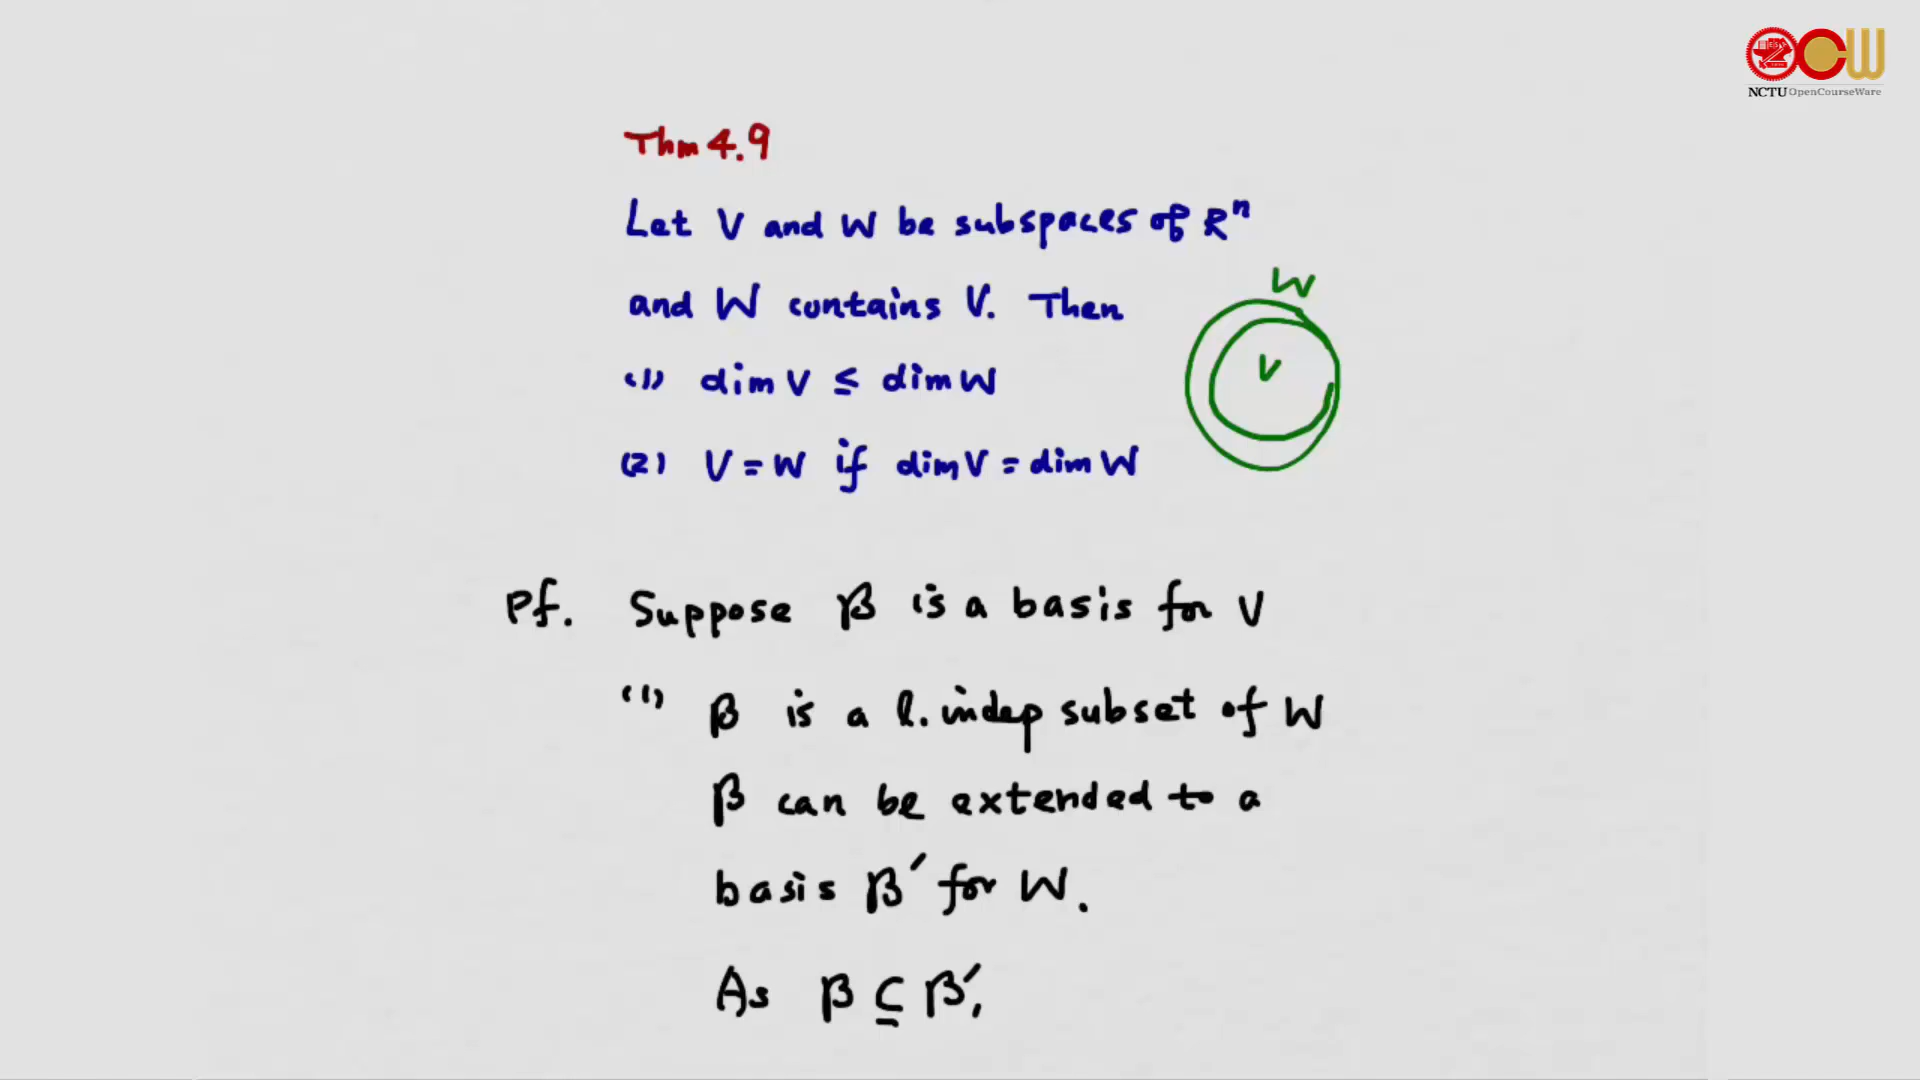 NCTU OpenCourseWare
Thm 4.9
Let V and W be subspaces of Rⁿ
and W contains V. Then
W
V
(1) dim V ≤ dim W
(2) V = W if dim V = dim W
Pf. Suppose β is a basis for V
(1) β is a l. indep subset of W
β can be extended to a
basis β′ for W.
As β ⊆ β′,